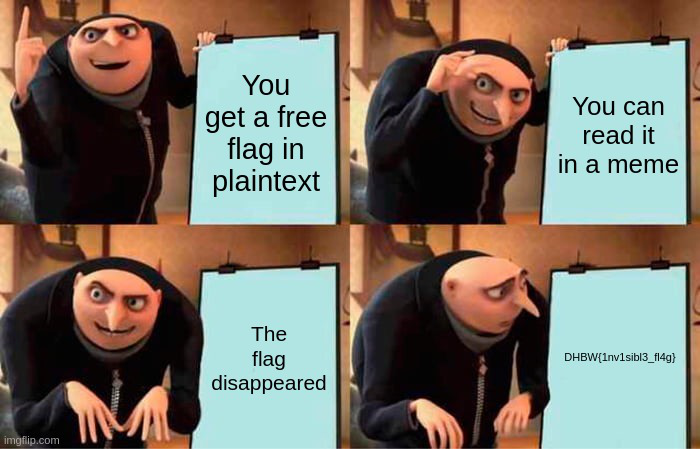 You
get a free
flag in
plaintext
You can
read it
in a meme
The
flag
disappeared
DHBW{1nv1sibl3_fl4g}
imgflip.com